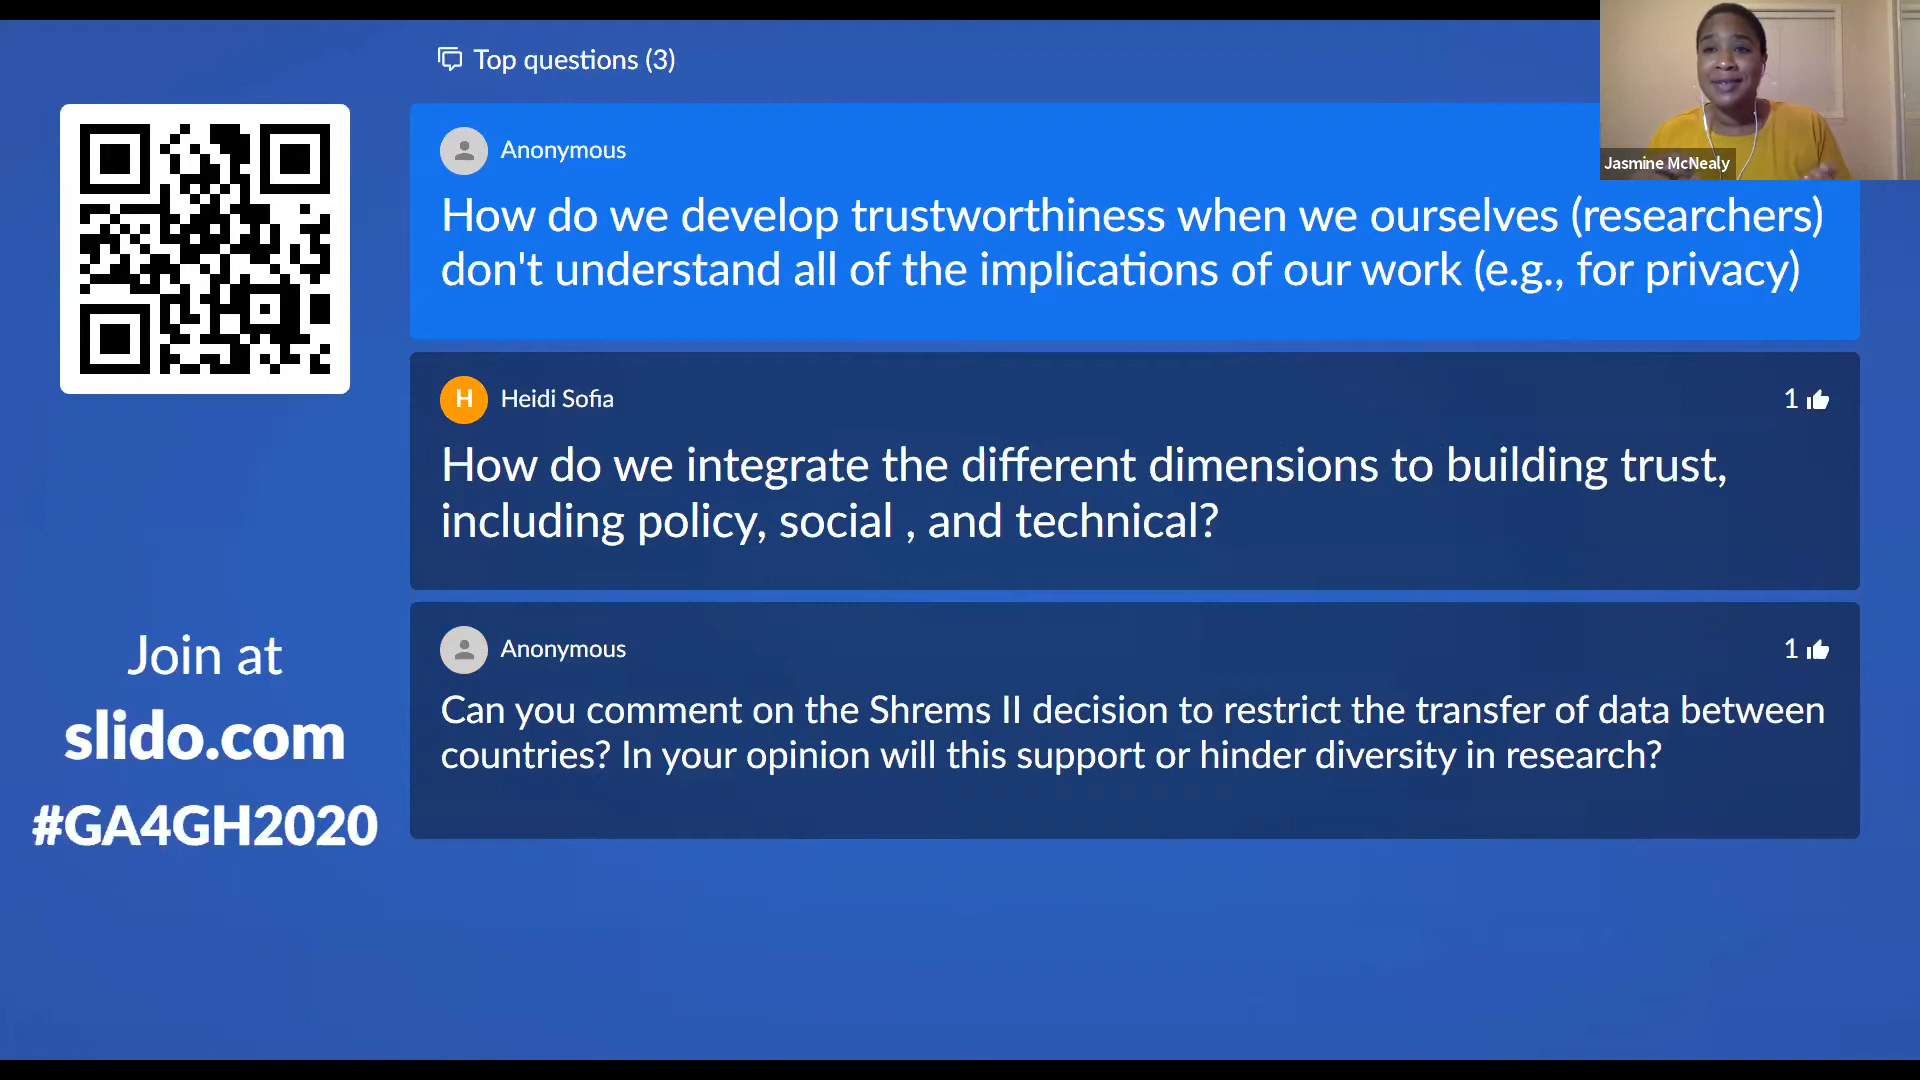 Top questions (3)
Jasmine McNealy
Anonymous
How do we develop trustworthiness when we ourselves (researchers)
don't understand all of the implications of our work (e.g., for privacy)
H
Heidi Sofia
1
How do we integrate the different dimensions to building trust,
including policy, social , and technical?
Anonymous
1
Can you comment on the Shrems II decision to restrict the transfer of data between
countries? In your opinion will this support or hinder diversity in research?
Join at
slido.com
#GA4GH2020